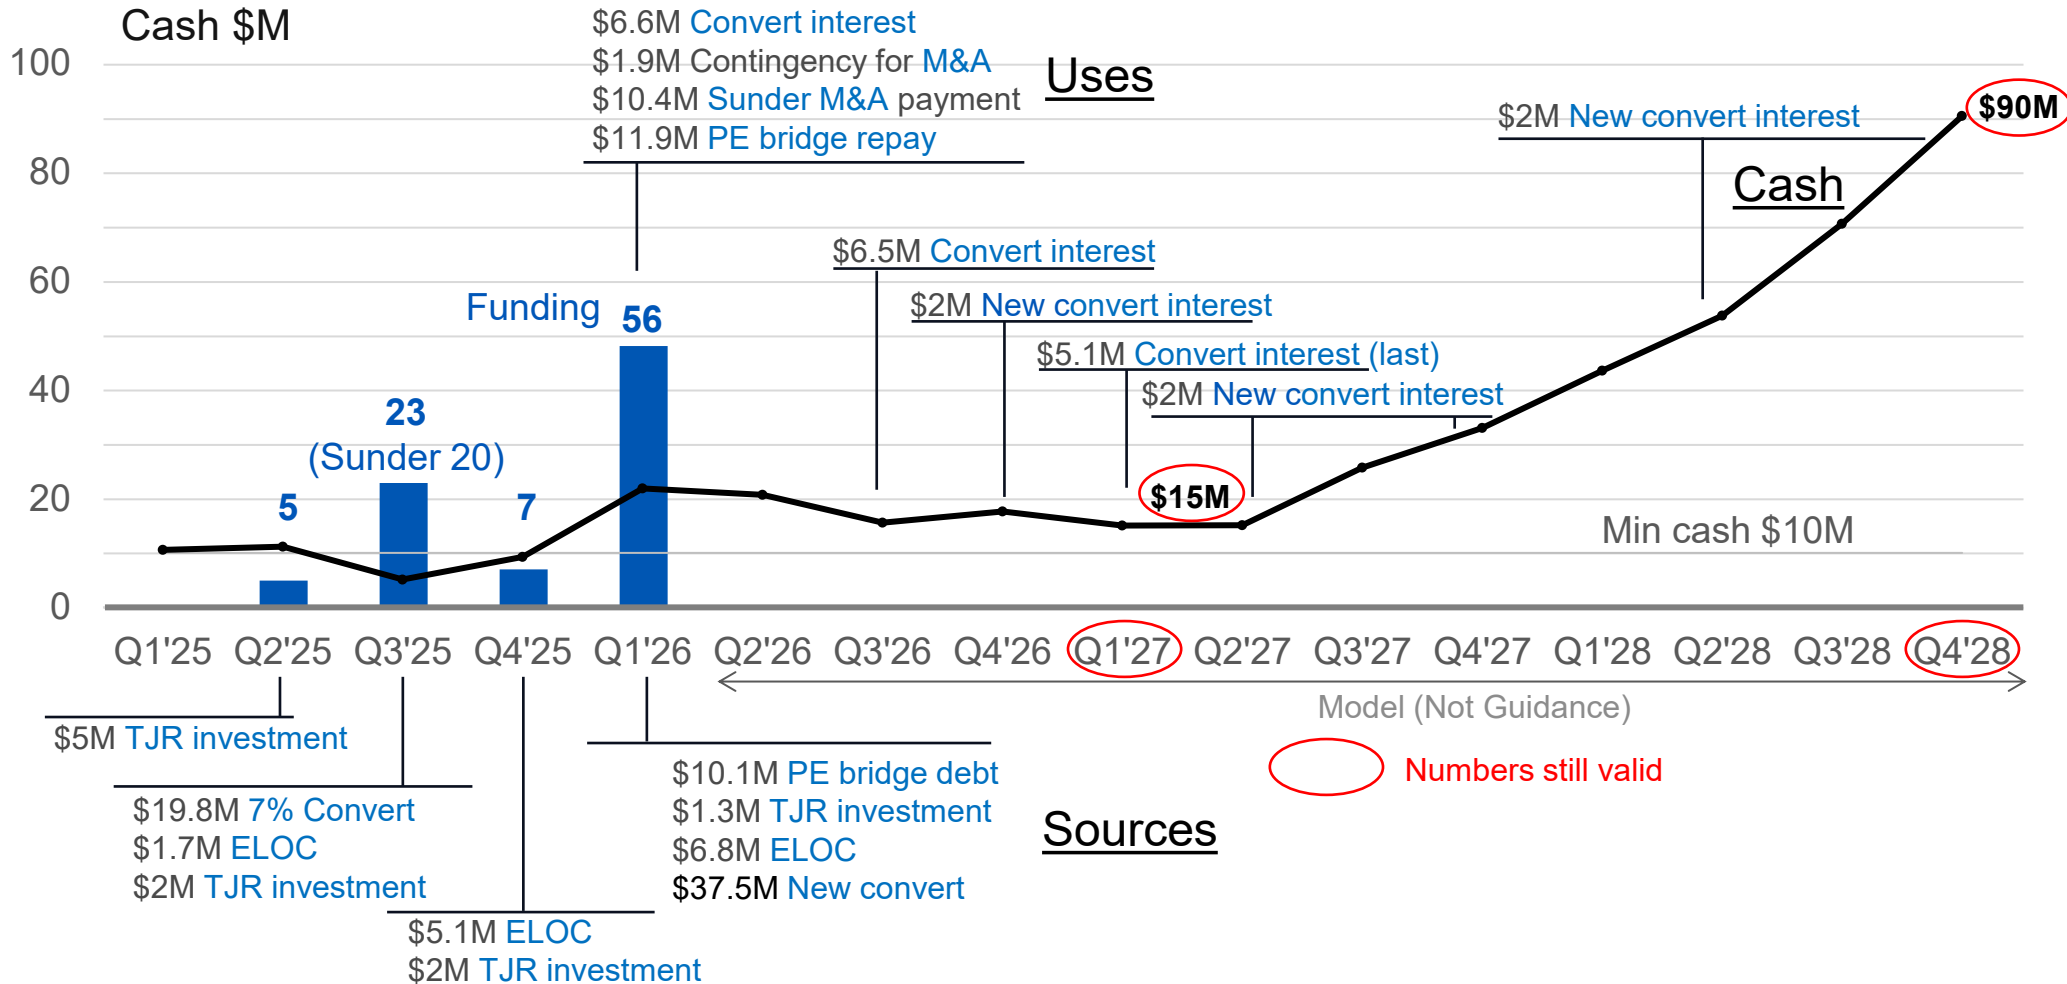 Cash $M
$6.6M Convert interest
$1.9M Contingency for M&A
$10.4M Sunder M&A payment
$11.9M PE bridge repay
Uses
100
80
60
40
20
0
$2M New convert interest
$90M
Cash
$6.5M Convert interest
$2M New convert interest
$5.1M Convert interest (last)
$2M New convert interest
Funding
56
23
(Sunder 20)
5
7
$15M
Min cash $10M
Q1'25 Q2'25 Q3'25 Q4'25 Q1'26 Q2'26 Q3'26 Q4'26 Q1'27 Q2'27 Q3'27 Q4'27 Q1'28 Q2'28 Q3'28 Q4'28
Model (Not Guidance)
Numbers still valid
$5M TJR investment
$19.8M 7% Convert
$1.7M ELOC
$2M TJR investment
$5.1M ELOC
$2M TJR investment
$10.1M PE bridge debt
$1.3M TJR investment
$6.8M ELOC
$37.5M New convert
Sources